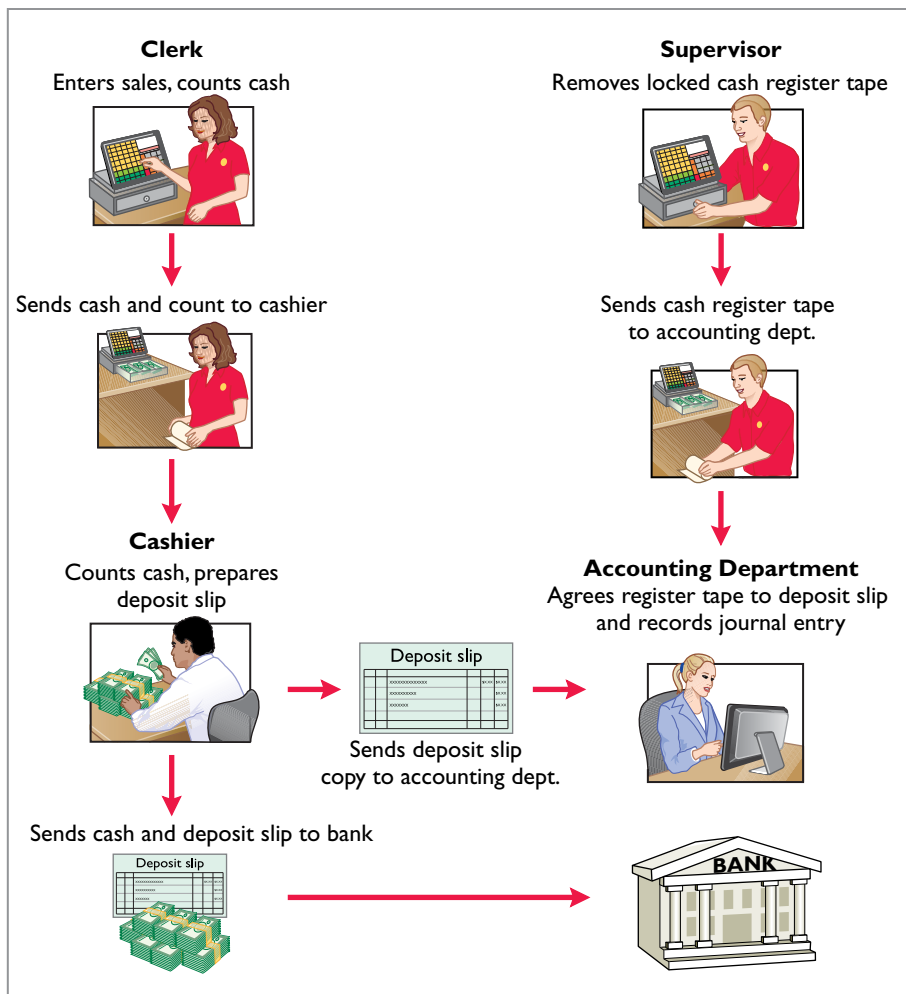 Clerk
Enters sales, counts cash
Supervisor
Removes locked cash register tape
Sends cash and count to cashier
Sends cash register tape
to accounting dept.
Cashier
Counts cash, prepares
deposit slip
Accounting Department
Agrees register tape to deposit slip
and records journal entry
Deposit slip
Sends deposit slip
copy to accounting dept.
Sends cash and deposit slip to bank
Deposit slip
BANK